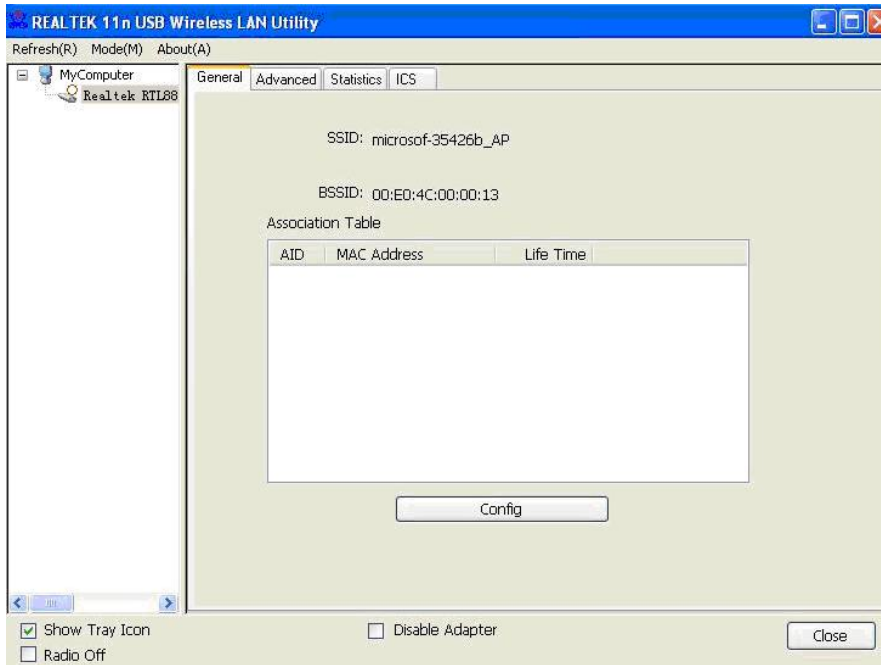 REALTEK 11n USB Wireless LAN Utility
Refresh(R) Mode(M) About(A)
MyComputer
Realtek RTL88
General Advanced Statistics ICS
SSID: microsof-35426b_AP
BSSID: 00:E0:4C:00:00:13
Association Table
AID MAC Address Life Time
Config
Show Tray Icon
Disable Adapter
Radio Off
Close